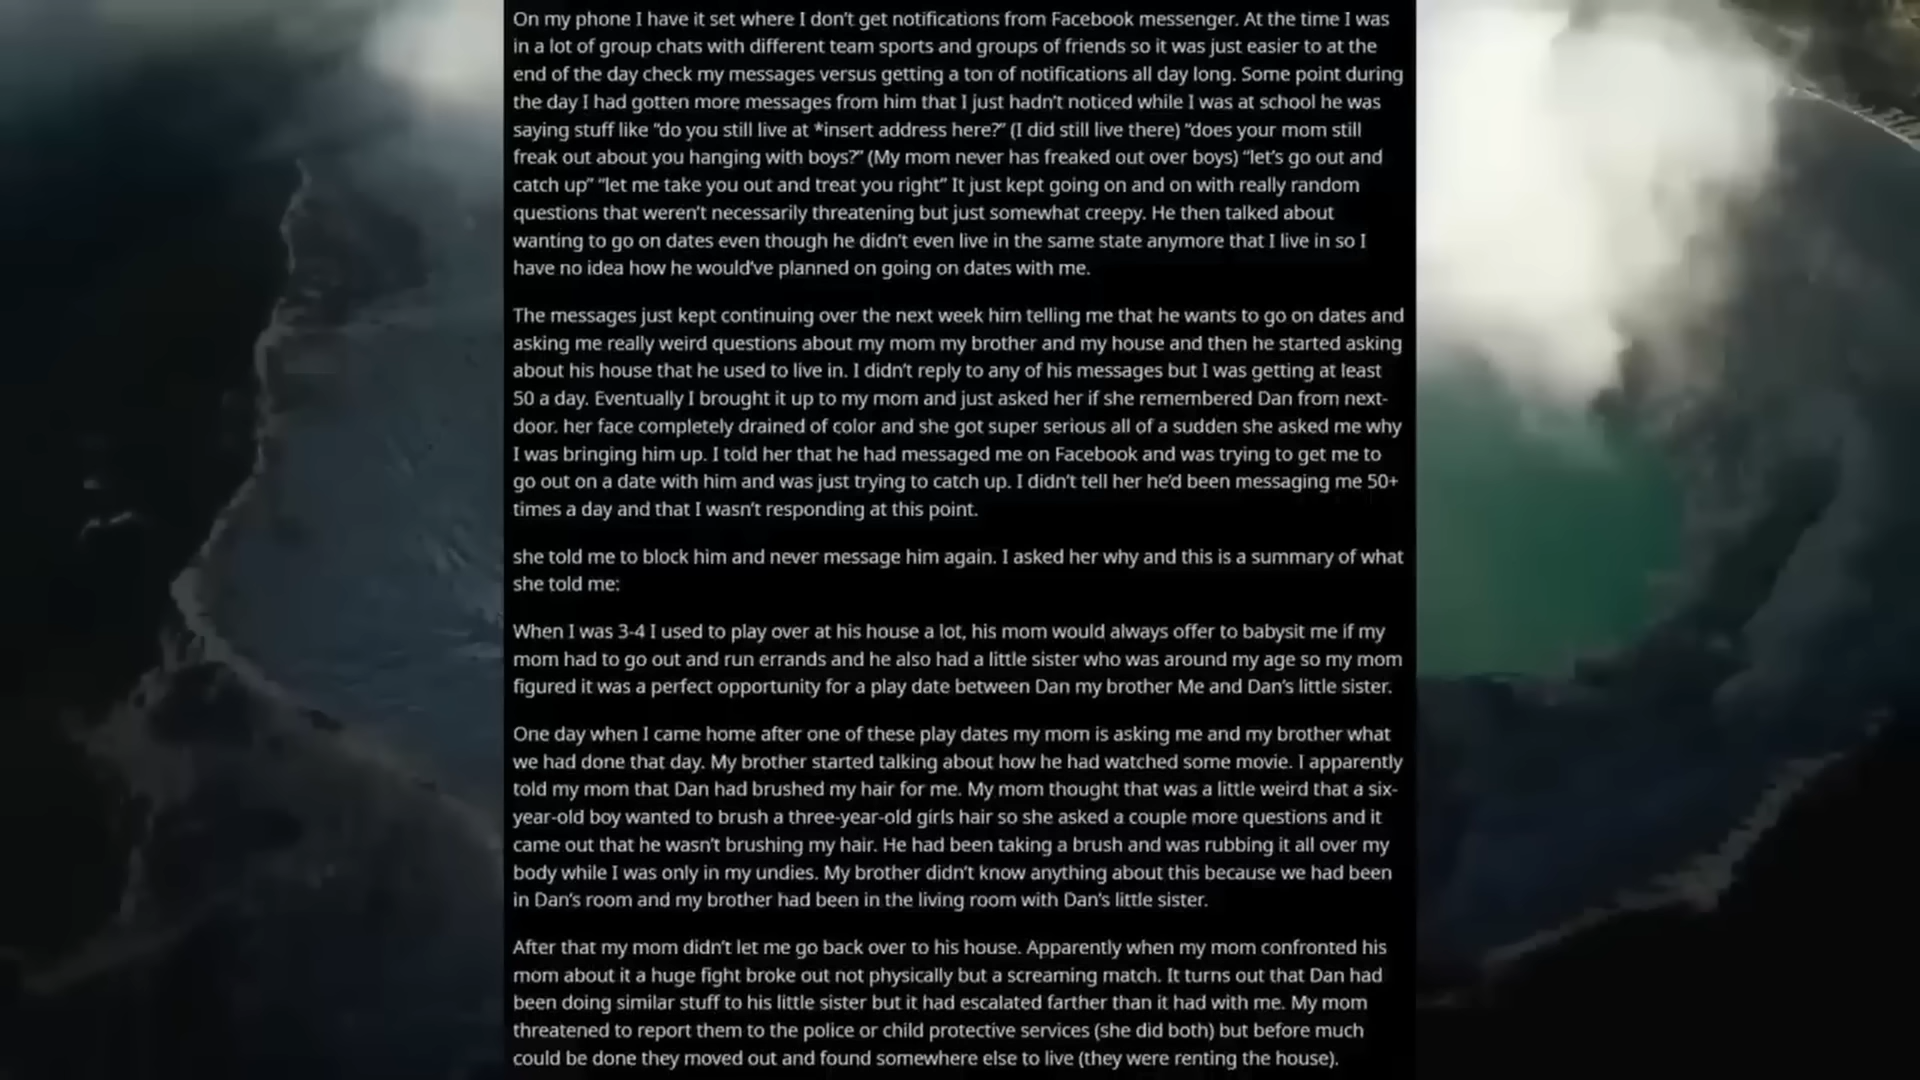 On my phone I have it set where I don't get notifications from Facebook messenger. At the time I was
in a lot of group chats with different team sports and groups of friends so it was just easier to at the
end of the day check my messages versus getting a ton of notifications all day long. Some point during
the day I had gotten more messages from him that I just hadn't noticed while I was at school he was
saying stuff like "do you still live at *insert address here?" (I did still live there) "does your mom still
freak out about you hanging with boys?" (My mom never has freaked out over boys) "let's go out and
catch up" "let me take you out and treat you right" It just kept going on and on with really random
questions that weren't necessarily threatening but just somewhat creepy. He then talked about
wanting to go on dates even though he didn't even live in the same state anymore that I live in so I
have no idea how he would've planned on going on dates with me.
The messages just kept continuing over the next week him telling me that he wants to go on dates and
asking me really weird questions about my mom my brother and my house and then he started asking
about his house that he used to live in. I didn't reply to any of his messages but I was getting at least
50 a day. Eventually I brought it up to my mom and just asked her if she remembered Dan from next-
door. her face completely drained of color and she got super serious all of a sudden she asked me why
I was bringing him up. I told her that he had messaged me on Facebook and was trying to get me to
go out on a date with him and was just trying to catch up. I didn't tell her he'd been messaging me 50+
times a day and that I wasn't responding at this point.
she told me to block him and never message him again. I asked her why and this is a summary of what
she told me:
When I was 3-4 I used to play over at his house a lot, his mom would always offer to babysit me if my
mom had to go out and run errands and he also had a little sister who was around my age so my mom
figured it was a perfect opportunity for a play date between Dan my brother Me and Dan's little sister.
One day when I came home after one of these play dates my mom is asking me and my brother what
we had done that day. My brother started talking about how he had watched some movie. I apparently
told my mom that Dan had brushed my hair for me. My mom thought that was a little weird that a six-
year-old boy wanted to brush a three-year-old girls hair so she asked a couple more questions and it
came out that he wasn't brushing my hair. He had been taking a brush and was rubbing it all over my
body while I was only in my undies. My brother didn't know anything about this because we had been
in Dan's room and my brother had been in the living room with Dan's little sister.
After that my mom didn't let me go back over to his house. Apparently when my mom confronted his
mom about it a huge fight broke out not physically but a screaming match. It turns out that Dan had
been doing similar stuff to his little sister but it had escalated farther than it had with me. My mom
threatened to report them to the police or child protective services (she did both) but before much
could be done they moved out and found somewhere else to live (they were renting the house).